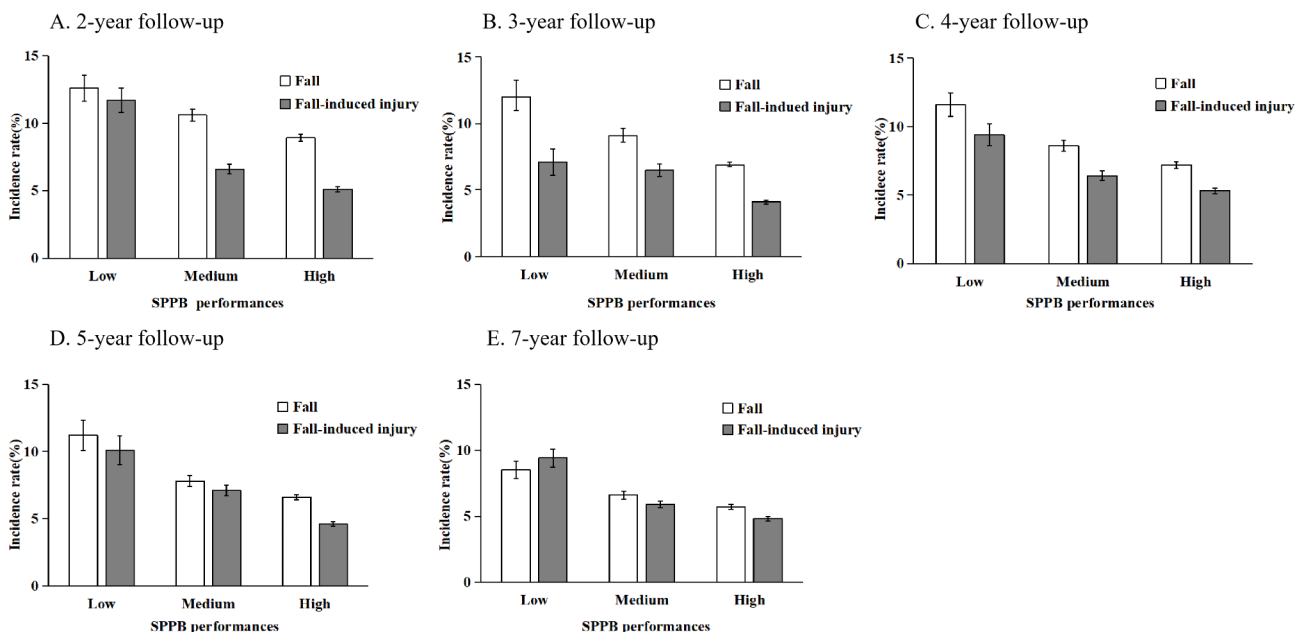 A. 2-year follow-up
15
10
5
0
Incidence rate(%)
Fall
Fall-induced injury
Low Medium High
SPPB performances
B. 3-year follow-up
15
10
5
0
Incidence rate(%)
Fall
Fall-indued injury
Low Medium High
SPPB performances
C. 4-year follow-up
15
10
5
0
Incidece rate(%)
Fall
Fall-induced injury
Low Medium High
SPPB performances
D. 5-year follow-up
15
10
5
0
Incidence rate(%)
Fall
Fall-induced injury
Low Medium High
SPPB performances
E. 7-year follow-up
15
10
5
0
Incidence rate(%)
Fall
Fall-induced injury
Low Medium High
SPPB performances